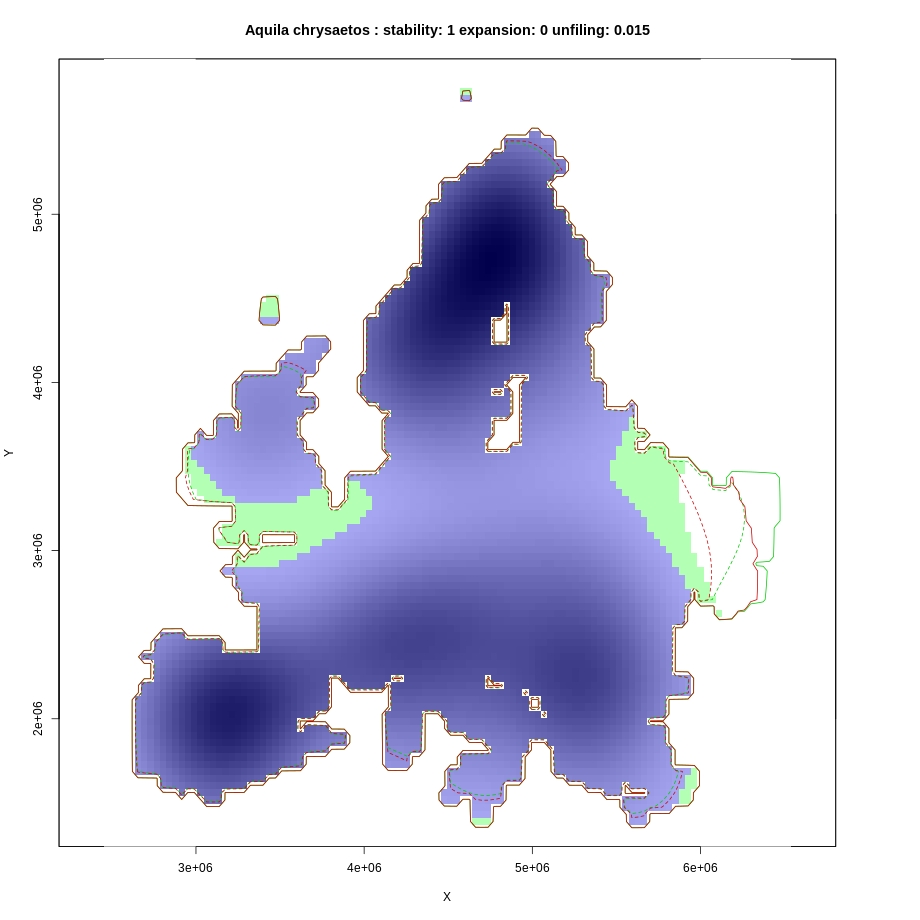 Aquila chrysaetos : stability: 1 expansion: 0 unfiling: 0.015
5e+06
4e+06
Y
3e+06
2e+06
3e+06 4e+06 5e+06 6e+06
X